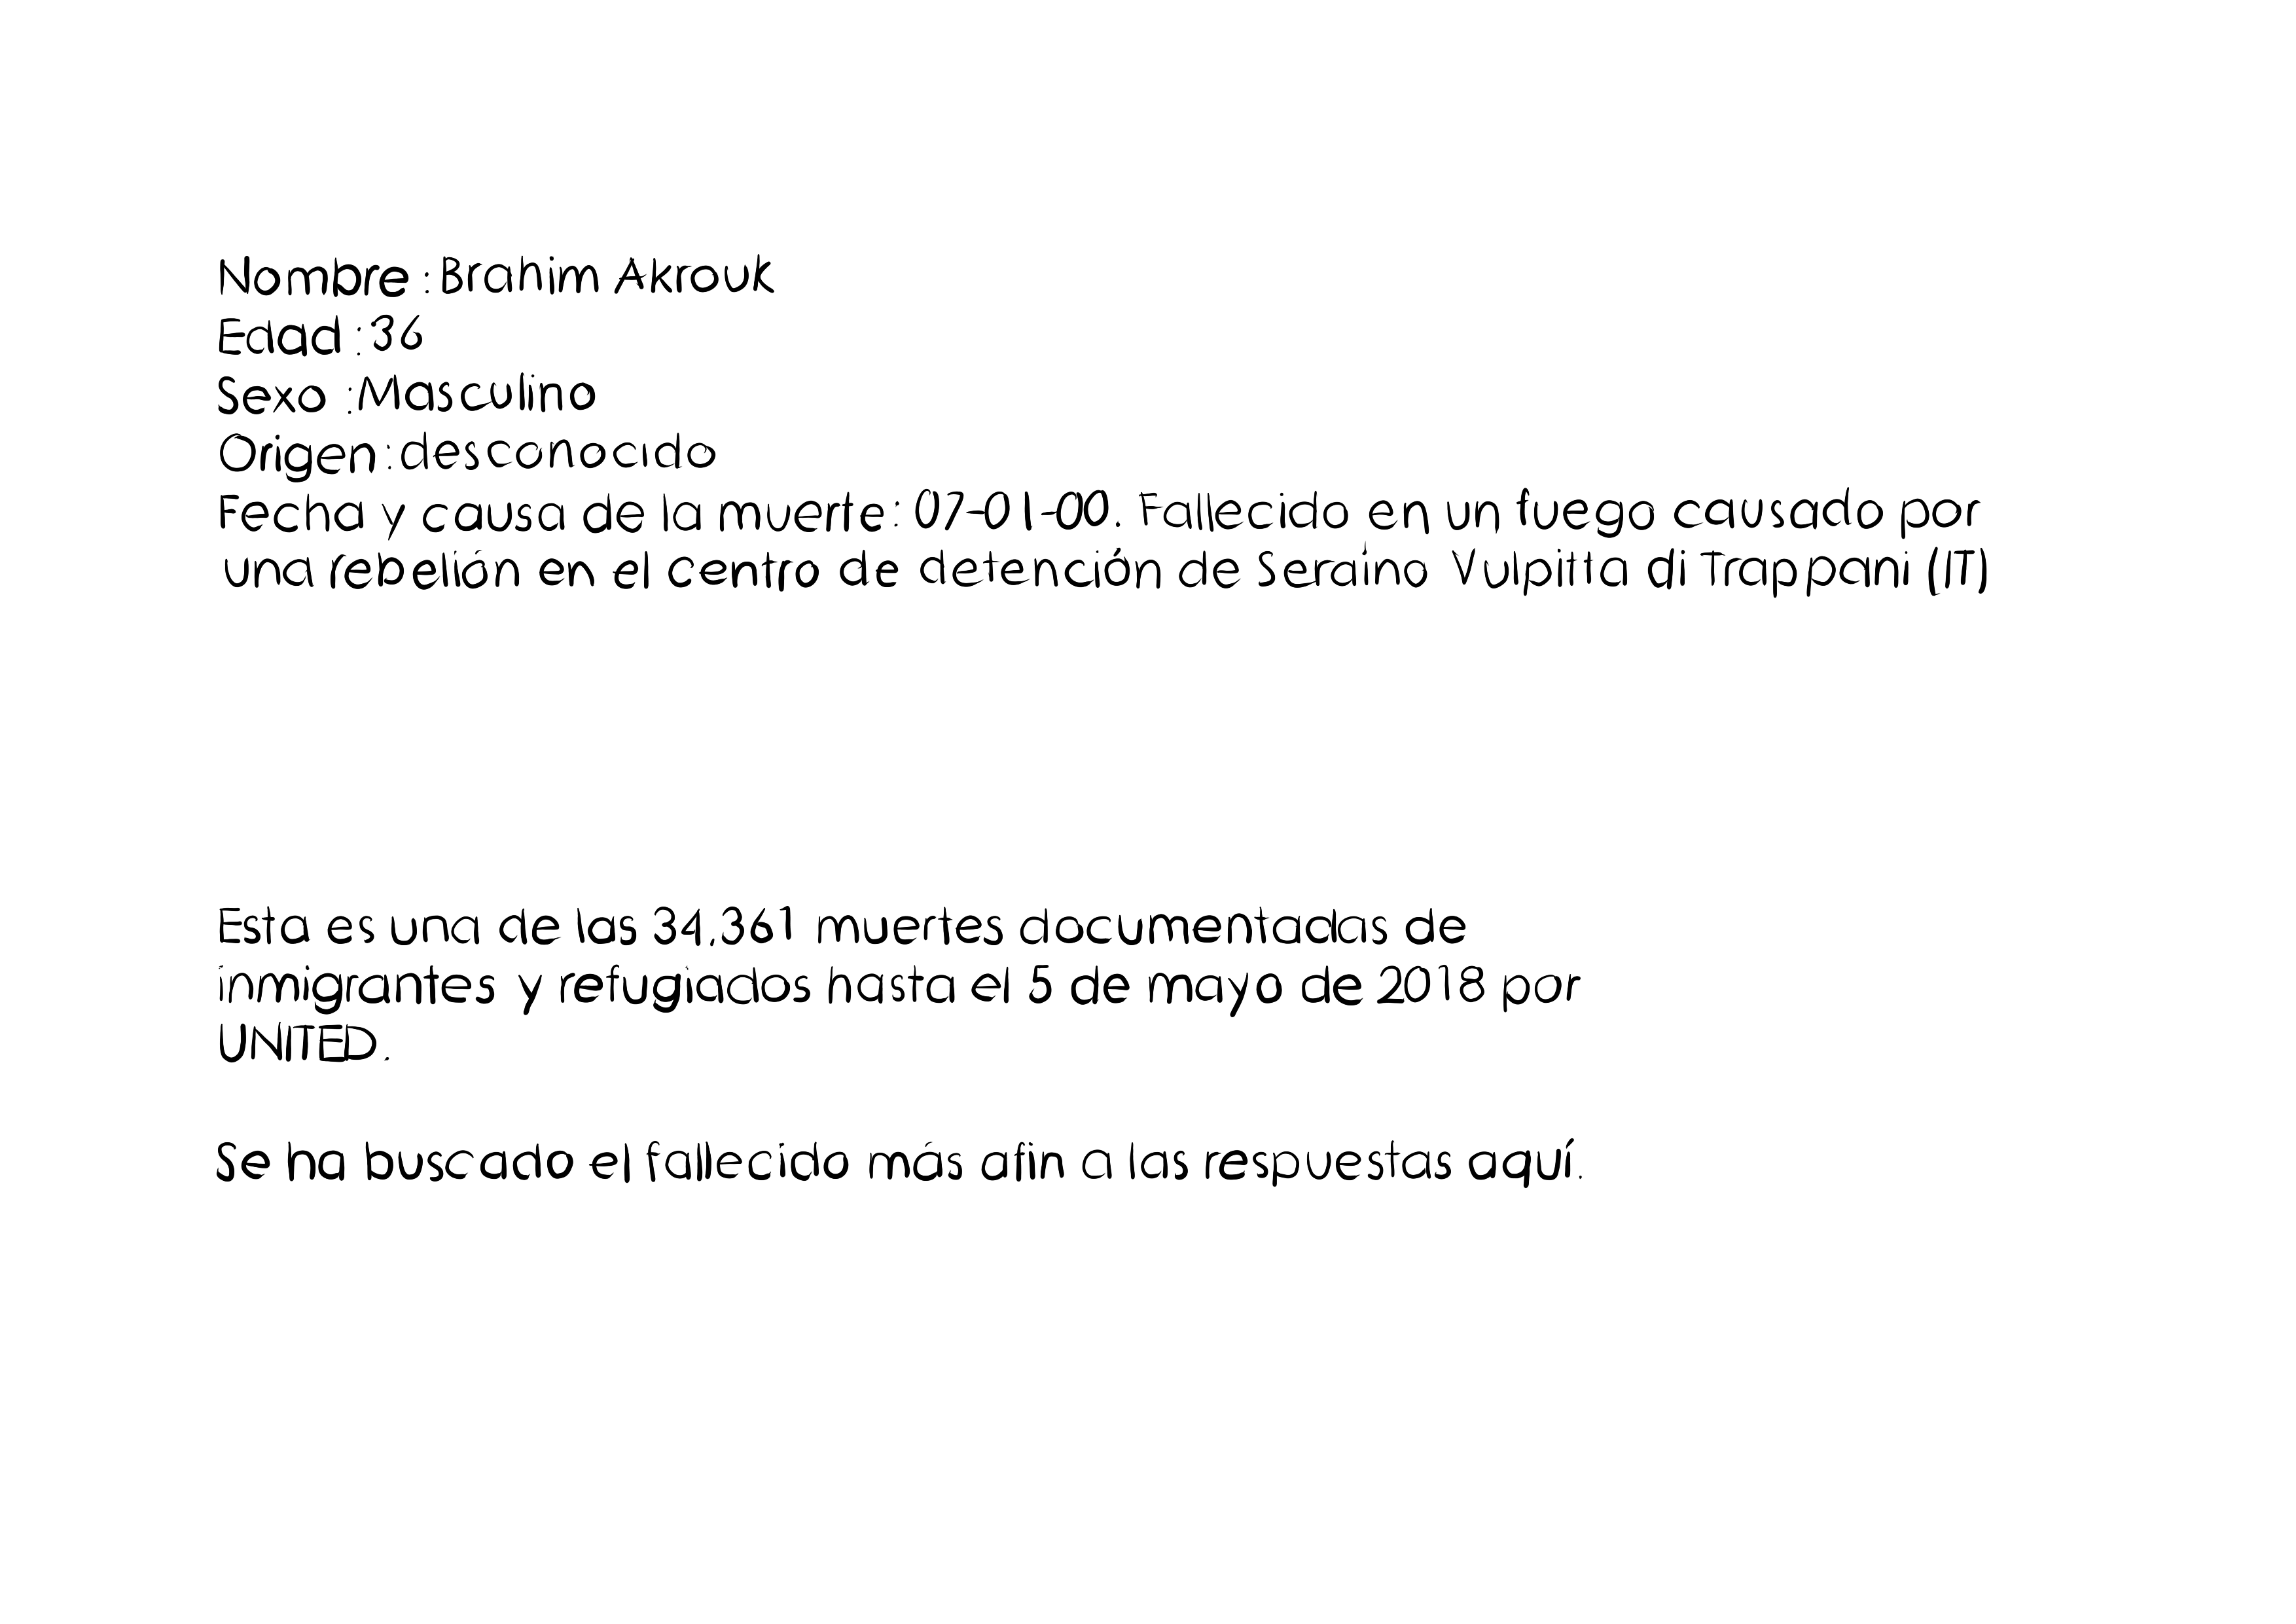 Nombre : Brahim Akrouk
Edad : 36
Sexo : Masculino
Origen: desconocido
Fecha y causa de la muerte: 07-01-00. Fallecido en un fuego causado por
una rebelión en el centro de detención de Seraino Vulpitta di Trappani (IT)
Esta es una de las 34,361 muertes documentadas de
inmigrantes y refugiados hasta el 5 de mayo de 2018 por
UNITED.
Se ha buscado el fallecido más afin a las respuestas aquí.